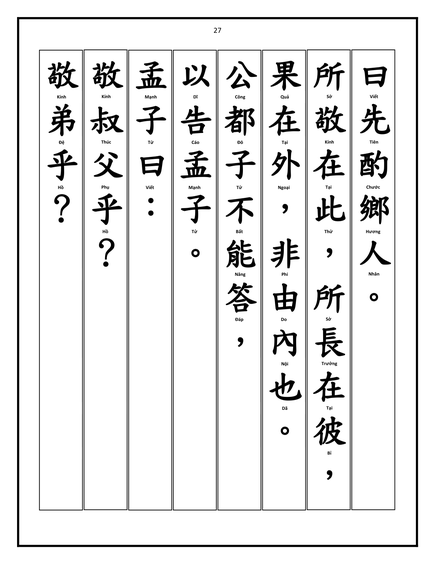 27
曰先酌鄉人。
Viết Tiên Chước Hương Nhân
所敬在此，所長在彼，
Sở Kính Tại Thử Sở Trưởng Tại Bỉ
果在外，非由內也。
Quả Tại Ngoại Phi Do Nội Dã
公都子不能答，
Công Đô Tử Bất Năng Đáp
以告孟子。
Dĩ Cáo Mạnh Tử
孟子曰：
Mạnh Tử Viết
敬叔父乎？
Kính Thúc Phụ Hồ
敬弟乎？
Kính Đệ Hồ